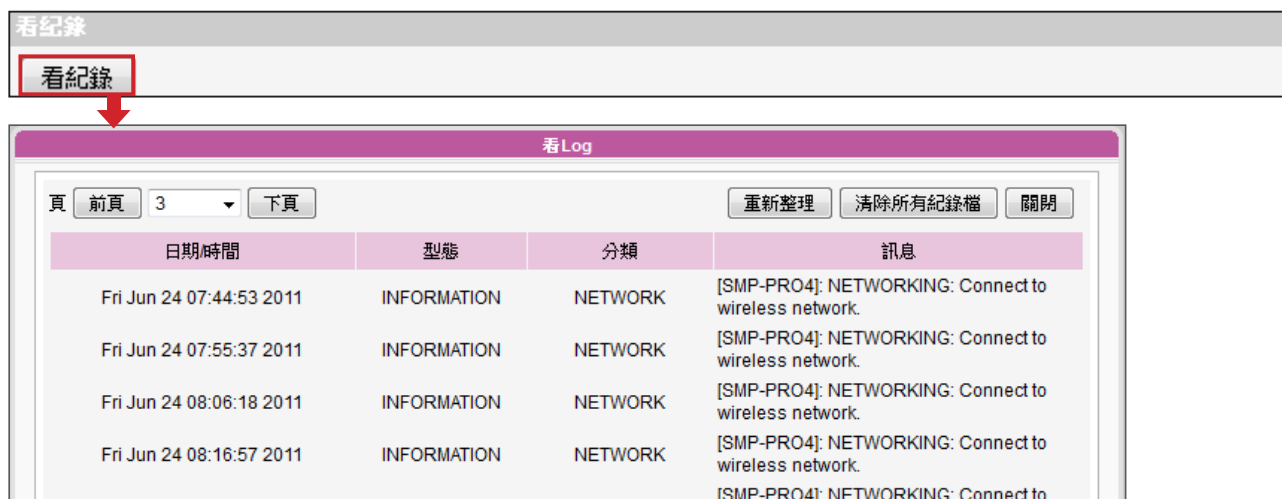 看紀錄
看紀錄
看Log
頁 前頁 3 下頁 重新整理 清除所有紀錄檔 關閉
日期/時間 型態 分類 訊息
Fri Jun 24 07:44:53 2011 INFORMATION NETWORK [SMP-PRO4]: NETWORKING: Connect to
wireless network.
Fri Jun 24 07:55:37 2011 INFORMATION NETWORK [SMP-PRO4]: NETWORKING: Connect to
wireless network.
Fri Jun 24 08:06:18 2011 INFORMATION NETWORK [SMP-PRO4]: NETWORKING: Connect to
wireless network.
Fri Jun 24 08:16:57 2011 INFORMATION NETWORK [SMP-PRO4]: NETWORKING: Connect to
wireless network.
[SMP-PRO4]: NETWORKING: Connect to